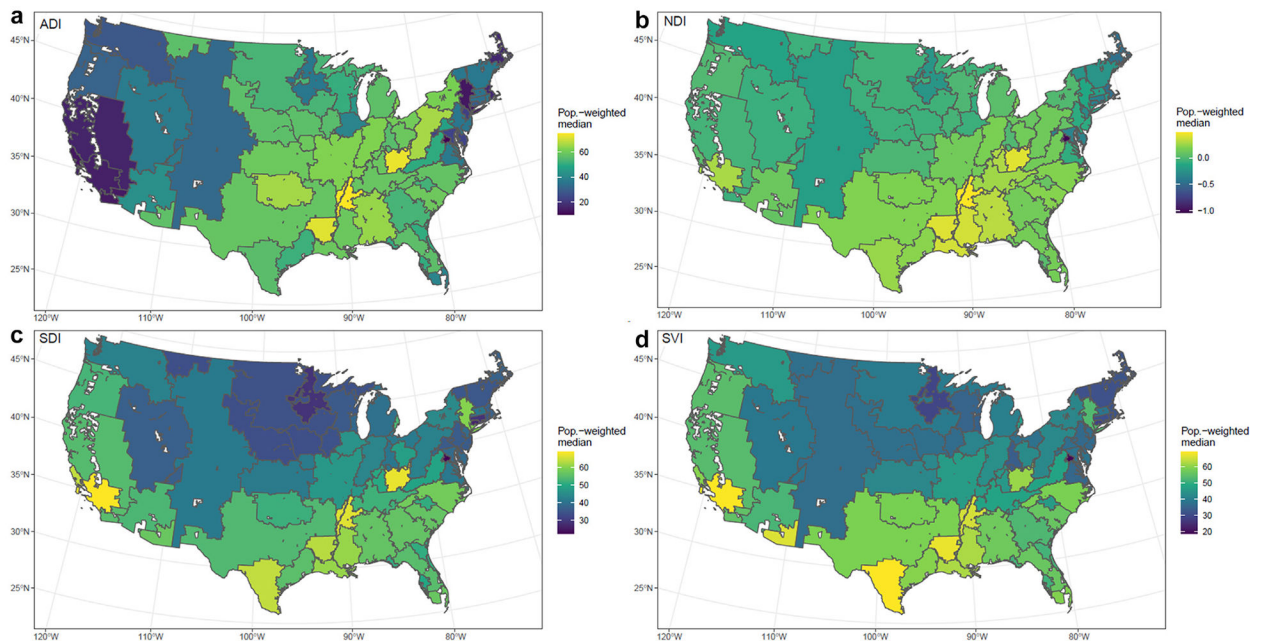 a
ADI
45°N
40°N
35°N
30°N
25°N
120°W
110°W
100°W
90°W
80°W
Pop.-weighted
median
60
40
20
b
NDI
45°N
40°N
35°N
30°N
25°N
120°W
110°W
100°W
90°W
80°W
Pop.-weighted
median
0.0
−0.5
−1.0
c
SDI
45°N
40°N
35°N
30°N
25°N
120°W
110°W
100°W
90°W
80°W
Pop.-weighted
median
60
50
40
30
d
SVI
45°N
40°N
35°N
30°N
25°N
120°W
110°W
100°W
90°W
80°W
Pop.-weighted
median
60
50
40
30
20